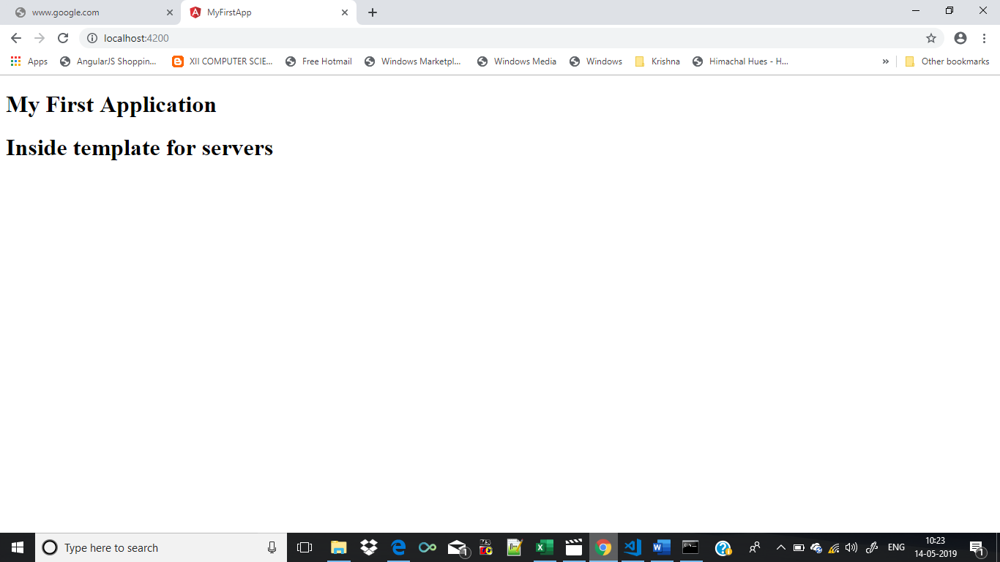 www.google.com
MyFirstApp
localhost:4200
Apps
AngularJS Shoppin...
XII COMPUTER SCIE...
Free Hotmail
Windows Marketpl...
Windows Media
Windows
Krishna
Himachal Hues - H...
»
Other bookmarks
My First Application
Inside template for servers
Type here to search
1
ENG
10:23
14-05-2019
1